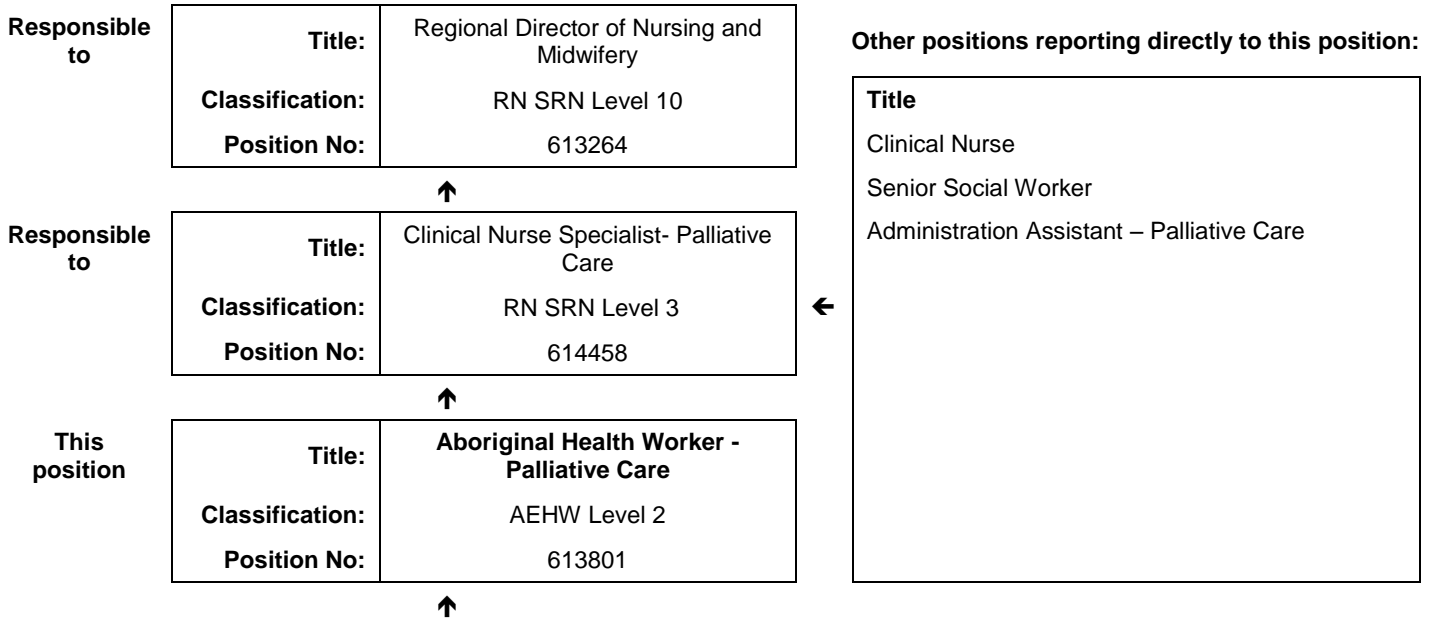 Responsible
to
Title:
Regional Director of Nursing and
Midwifery
Classification:
RN SRN Level 10
Position No:
613264
🡩
Responsible
to
Title:
Clinical Nurse Specialist- Palliative
Care
Classification:
RN SRN Level 3
Position No:
614458
🡩
This
position
Title:
Aboriginal Health Worker -
Palliative Care
Classification:
AEHW Level 2
Position No:
613801
🡩
Other positions reporting directly to this position:
🡨
Title
Clinical Nurse
Senior Social Worker
Administration Assistant – Palliative Care